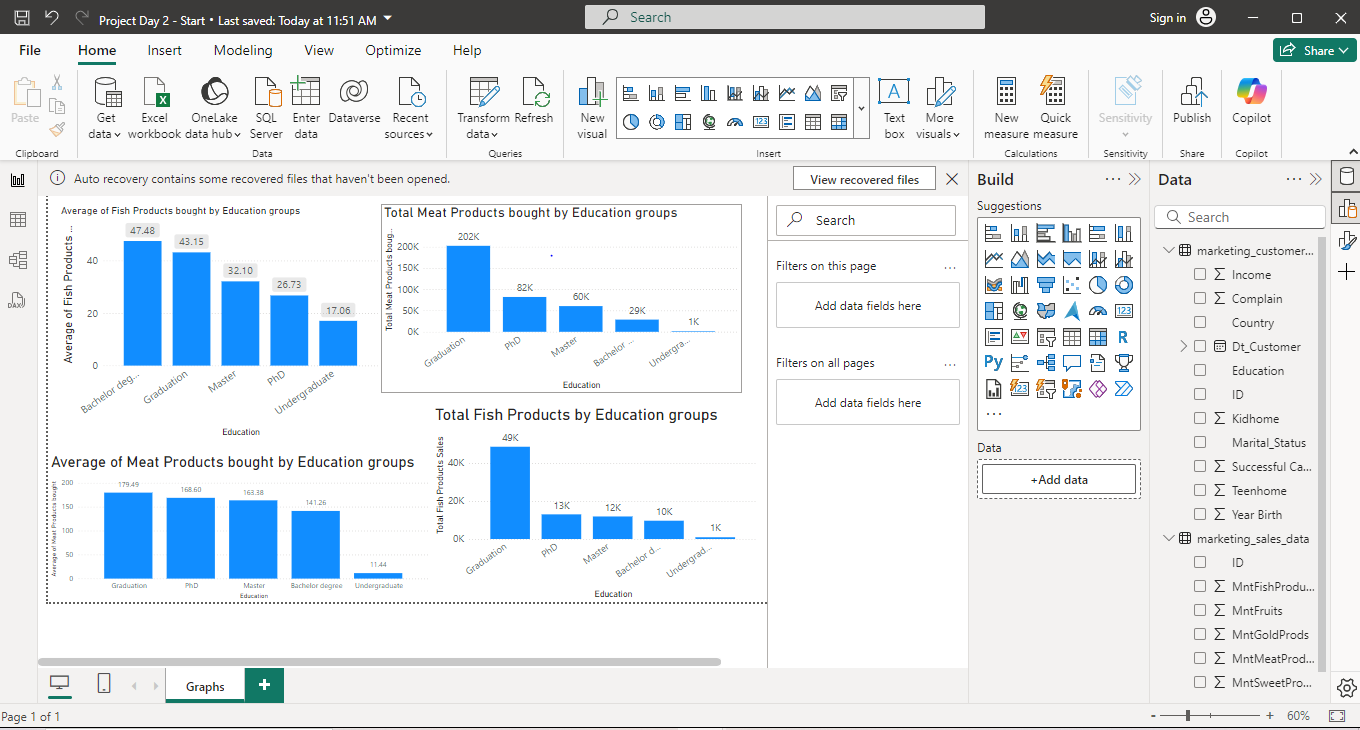 Project Day 2 - Start • Last saved: Today at 11:51 AM
Search
Sign in
File
Home
Insert
Modeling
View
Optimize
Help
Share
Paste
Get data
Excel workbook
OneLake data hub
SQL Server
Enter data
Dataverse
Recent sources
Transform data
Refresh
New visual
Text box
More visuals
New measure
Quick measure
Sensitivity
Publish
Copilot
Clipboard
Data
Queries
Insert
Calculations
Sensitivity
Share
Copilot
Auto recovery contains some recovered files that haven't been opened.
View recovered files
Average of Fish Products bought by Education groups
Average of Fish Products ...
40
20
0
47.48
43.15
32.10
26.73
17.06
Bachelor deg...
Graduation
Master
PhD
Undergraduate
Education
Total Meat Products bought by Education groups
Total Meat Products boug...
200K
150K
100K
50K
0K
202K
82K
60K
29K
1K
Graduation
PhD
Master
Bachelor ...
Undergra...
Education
Average of Meat Products bought by Education groups
Average of Meat Products bought
200
150
100
50
0
179.49
168.60
163.38
141.26
11.44
Graduation
PhD
Master
Bachelor degree
Undergraduate
Education
Total Fish Products by Education groups
Total Fish Products Sales
40K
20K
0K
49K
13K
12K
10K
1K
Graduation
PhD
Master
Bachelor d...
Undergrad...
Education
Search
Filters on this page
...
Add data fields here
Filters on all pages
...
Add data fields here
Build
Suggestions
R
Py
123
...
Data
+Add data
Data
Search
marketing_customer...
Income
Complain
Country
Dt_Customer
Education
ID
Kidhome
Marital_Status
Successful Ca...
Teenhome
Year Birth
marketing_sales_data
ID
MntFishProdu...
MntFruits
MntGoldProds
MntMeatProd...
MntSweetPro...
DAX
Graphs
Page 1 of 1
60%